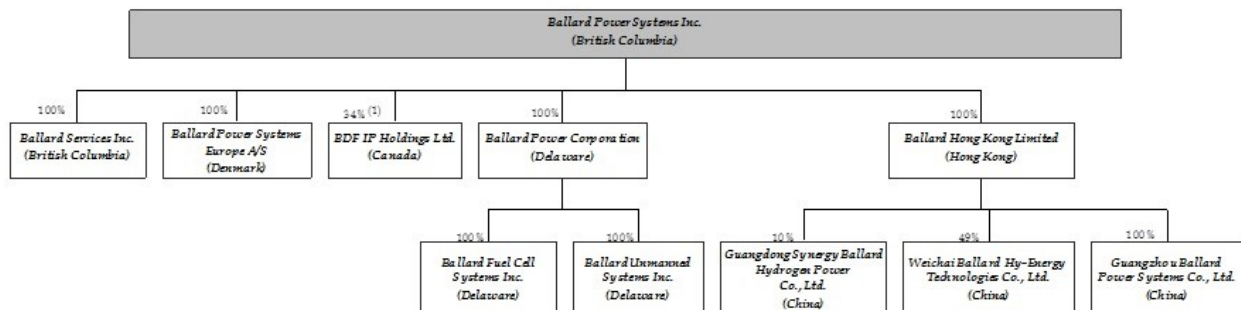 Ballard Power Systems Inc.
(British Columbia)
100%
Ballard Services Inc.
(British Columbia)
100%
Ballard Power Systems
Europe A/S
(Denmark)
34% (1)
BDF IP Holdings Ltd.
(Canada)
100%
Ballard Power Corporation
(Delaware)
100%
Ballard Hong Kong Limited
(Hong Kong)
100%
Ballard Fuel Cell
Systems Inc.
(Delaware)
100%
Ballard Unmanned
Systems Inc.
(Delaware)
10%
Guangdong Synergy Ballard
Hydrogen Power
Co., Ltd.
(China)
49%
Weichai Ballard Hy-Energy
Technologies Co., Ltd.
(China)
100%
Guangzhou Ballard
Power Systems Co., Ltd.
(China)